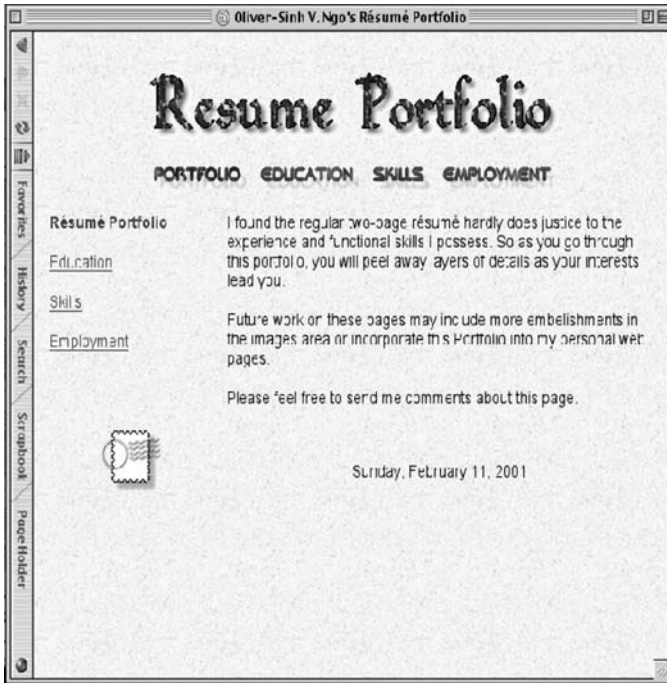 Oliver-Sinh V. Ngo's Résumé Portfolio
Resume Portfolio
PORTFOLIO EDUCATION SKILLS EMPLOYMENT
Favorites
History
Search
Scrapbook
Page Holder
Résumé Portfolio
Education
Skills
Employment
I found the regular two-page résumé hardly does justice to the
experience and functional skills I possess. So as you go through
this portfolio, you will peel away layers of details as your interests
lead you.
Future work on these pages may include more embelishments in
the images area or incorporate this Portfolio into my personal web
pages.
Please feel free to send me comments about this page.
Sunday, February 11, 2001